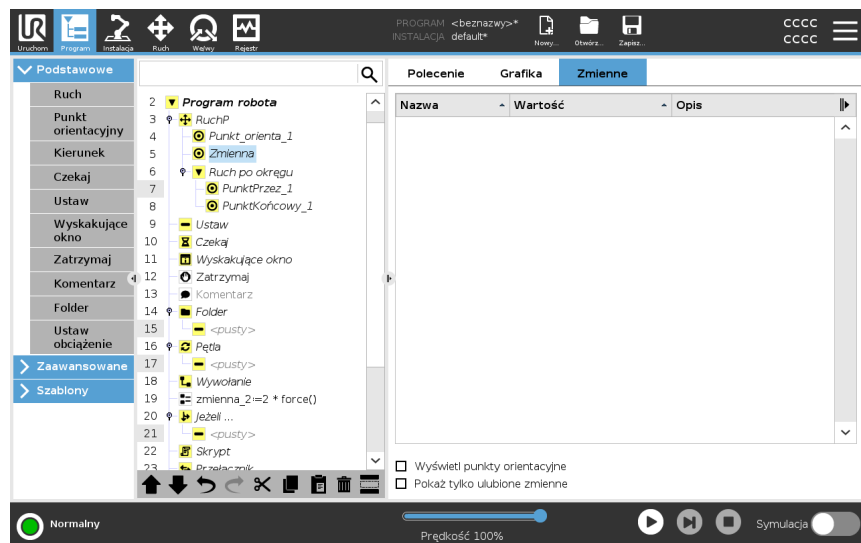 PROGRAM <beznazwy>*
INSTALACJA default*
Uruchom
Program
Instalacja
Ruch
We/wy
Rejestr
Nowy...
Otwórz...
Zapisz...
cccc
cccc
Podstawowe
Ruch
Punkt
orientacyjny
Kierunek
Czekaj
Ustaw
Wyskakujące
okno
Zatrzymaj
Komentarz
Folder
Ustaw
obciążenie
Zaawansowane
Szablony
2 Program robota
3 RuchP
4 Punkt_orienta_1
5 Zmienna
6 Ruch po okręgu
7 PunktPrzez_1
8 PunktKońcowy_1
9 Ustaw
10 Czekaj
11 Wyskakujące okno
12 Zatrzymaj
13 Komentarz
14 Folder
15 <pusty>
16 Pętla
17 <pusty>
18 Wywołanie
19 zmienna_2:=2 * force()
20 Jeżeli ...
21 <pusty>
22 Skrypt
23 Przełącznik
Polecenie Grafika Zmienne
Nazwa Wartość Opis
Wyświetl punkty orientacyjne
Pokaż tylko ulubione zmienne
Normalny
Prędkość 100%
Symulacja